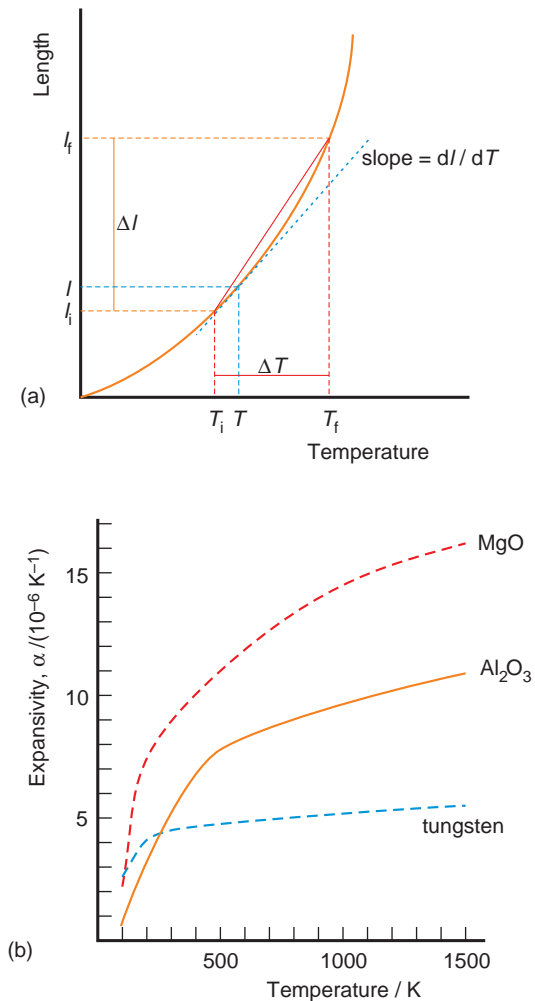 Length
l_f
slope = dl / dT
Δl
l
l_i
ΔT
(a)
T_i T T_f
Temperature
Expansivity, α /(10⁻⁶ K⁻¹)
MgO
15
Al₂O₃
10
5
tungsten
(b)
500 1000 1500
Temperature / K